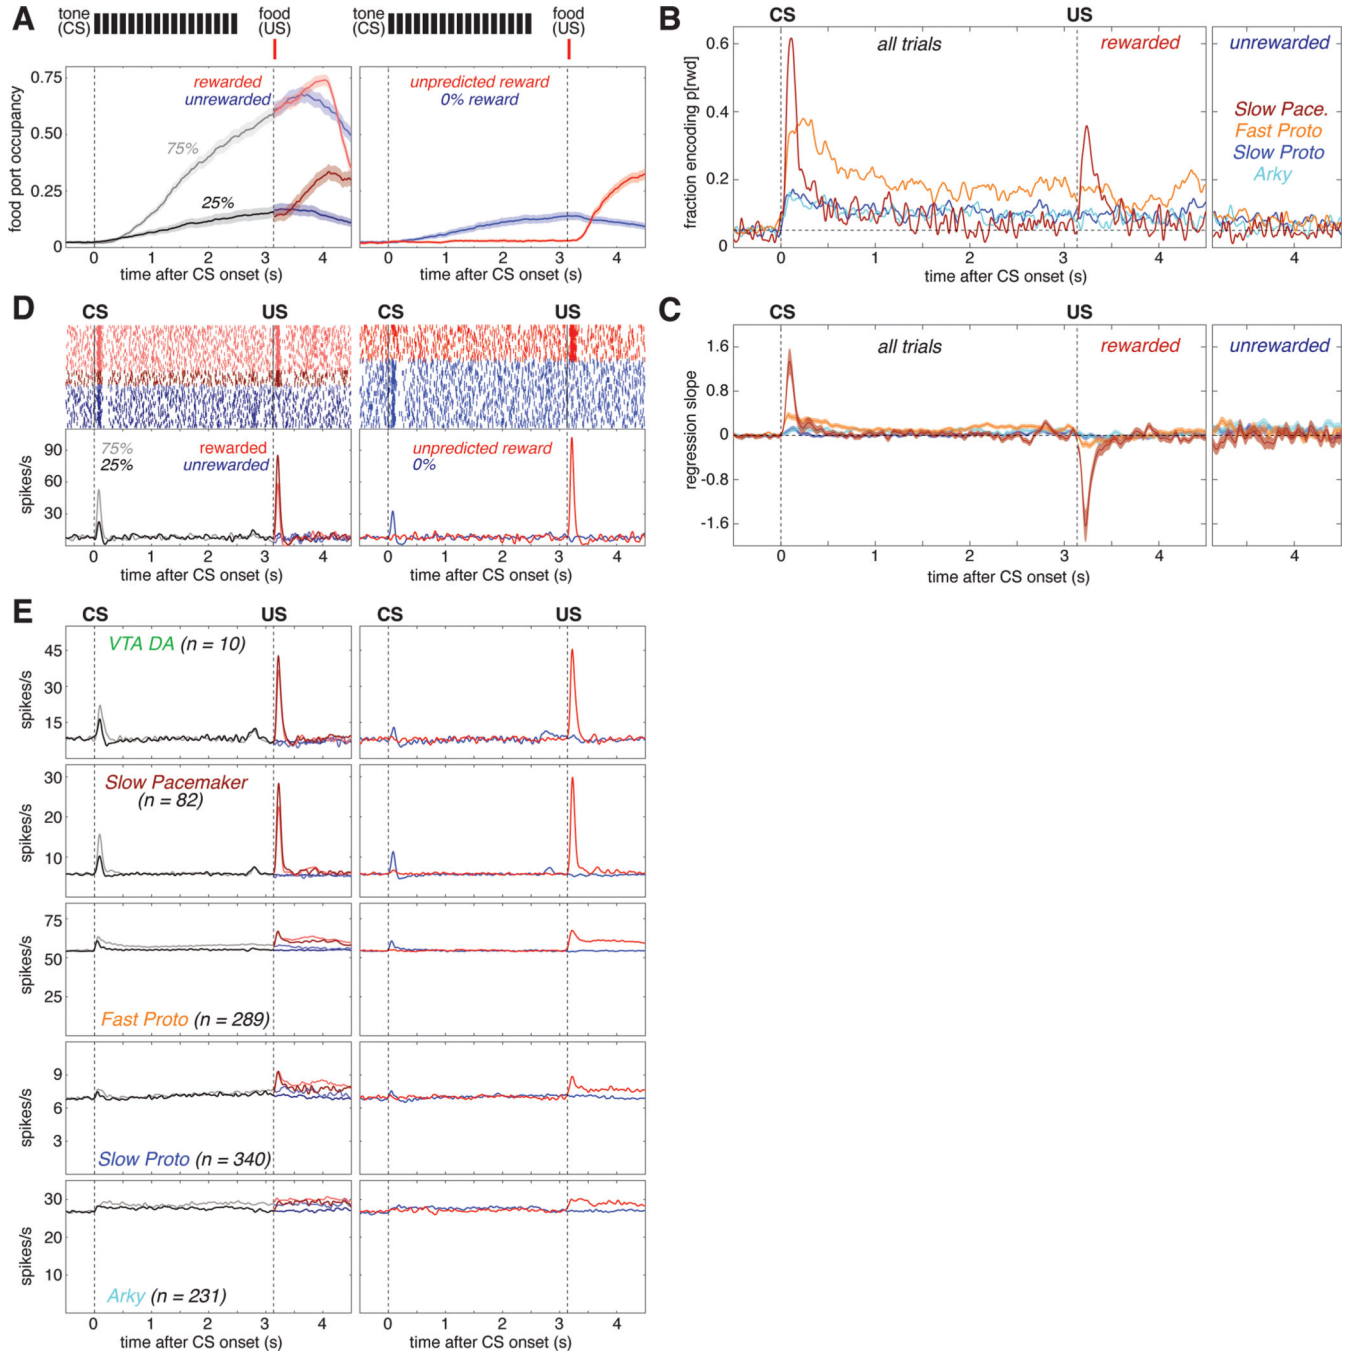 A
tone (CS)
food (US)
tone (CS)
food (US)
food port occupancy
0.75
0.50
0.25
0
rewarded
unrewarded
75%
25%
unpredicted reward
0% reward
0 1 2 3 4
0 1 2 3 4
time after CS onset (s)
time after CS onset (s)
B
CS
US
all trials
rewarded
unrewarded
fraction encoding p[rwd]
0.6
0.4
0.2
0
Slow Pace.
Fast Proto
Slow Proto
Arky
0 1 2 3 4
4
time after CS onset (s)
C
CS
US
all trials
rewarded
unrewarded
regression slope
1.6
0.8
0
-0.8
-1.6
0 1 2 3 4
4
time after CS onset (s)
D
CS
US
CS
US
spikes/s
90
60
30
75%
25%
rewarded
unrewarded
unpredicted reward
0%
0 1 2 3 4
0 1 2 3 4
time after CS onset (s)
time after CS onset (s)
E
CS
US
CS
US
VTA DA (n = 10)
spikes/s
45
30
15
Slow Pacemaker
(n = 82)
spikes/s
30
20
10
spikes/s
75
50
25
Fast Proto (n = 289)
spikes/s
9
6
3
Slow Proto (n = 340)
spikes/s
30
20
10
Arky (n = 231)
0 1 2 3 4
0 1 2 3 4
time after CS onset (s)
time after CS onset (s)